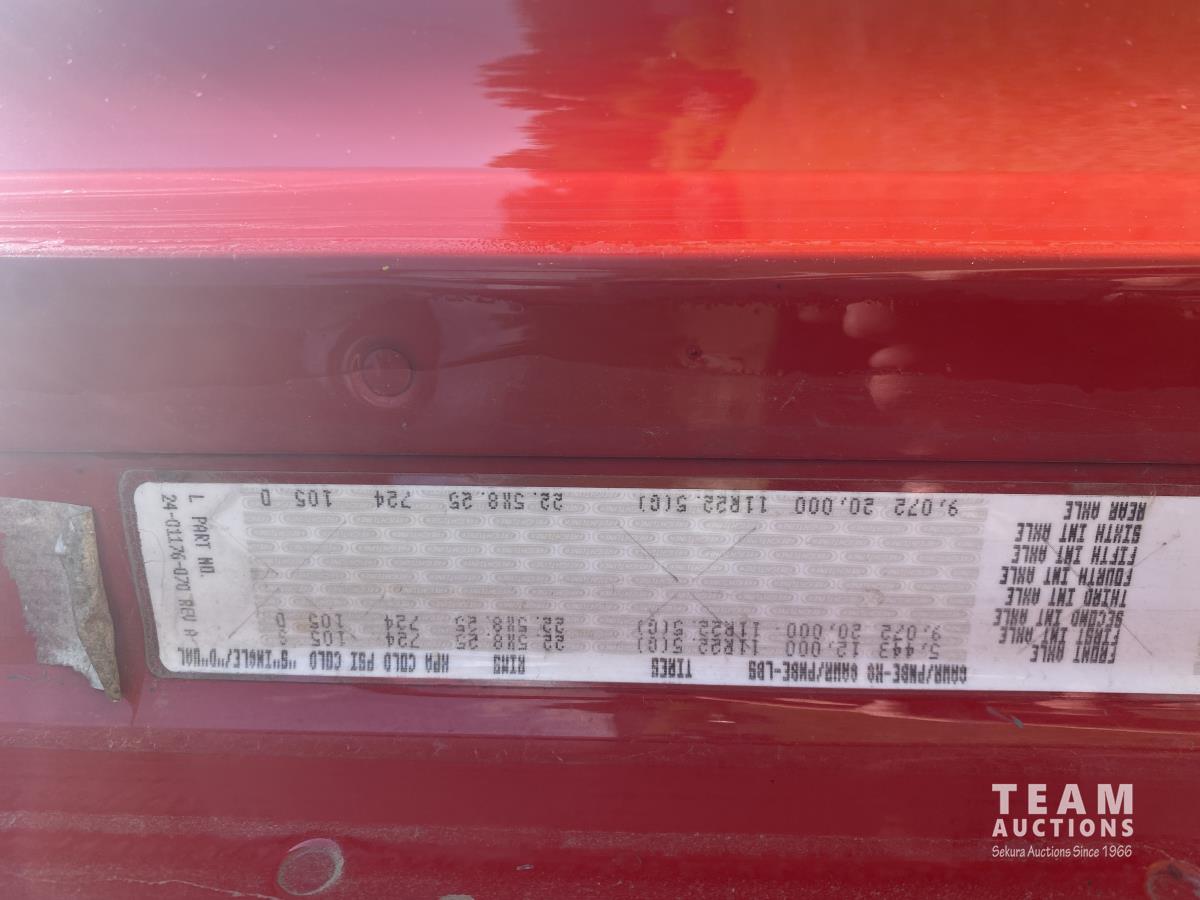 GAWR/PNBE-KG GAWR/PNBE-LBS TIRES RIMS KPA COLD PSI COLD "S"INGLE/"D"UAL
FRONT AXLE 5,443 12,000 11R22.5(G) 22.5X8.25 724 105 S
FIRST INT AXLE 9,072 20,000 11R22.5(G) 22.5X8.25 724 105 D
SECOND INT AXLE
THIRD INT AXLE
FOURTH INT AXLE
FIFTH INT AXLE
SIXTH INT AXLE
REAR AXLE 9,072 20,000 11R22.5(G) 22.5X8.25 724 105 D
L PART NO.
24-01176-070 REV A
TEAM
AUCTIONS
Sekura Auctions Since 1966